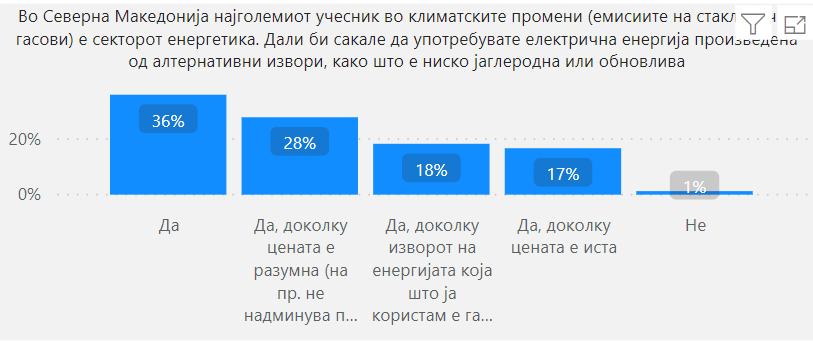 Во Северна Македонија најголемиот учесник во климатските промени (емисиите на
гасови) е секторот енергетика. Дали би сакале да употребувате електрична енергија произведена
од алтернативни извори, како што е ниско јаглеродна или обновлива
20%
0%
36%
28%
18%
17%
1%
Да
Да, доколку
цената е
разумна (на
пр. не
надминува п...
Да, доколку
изворот на
енергијата која
што ја
користам е га...
Да, доколку
цената е иста
Не